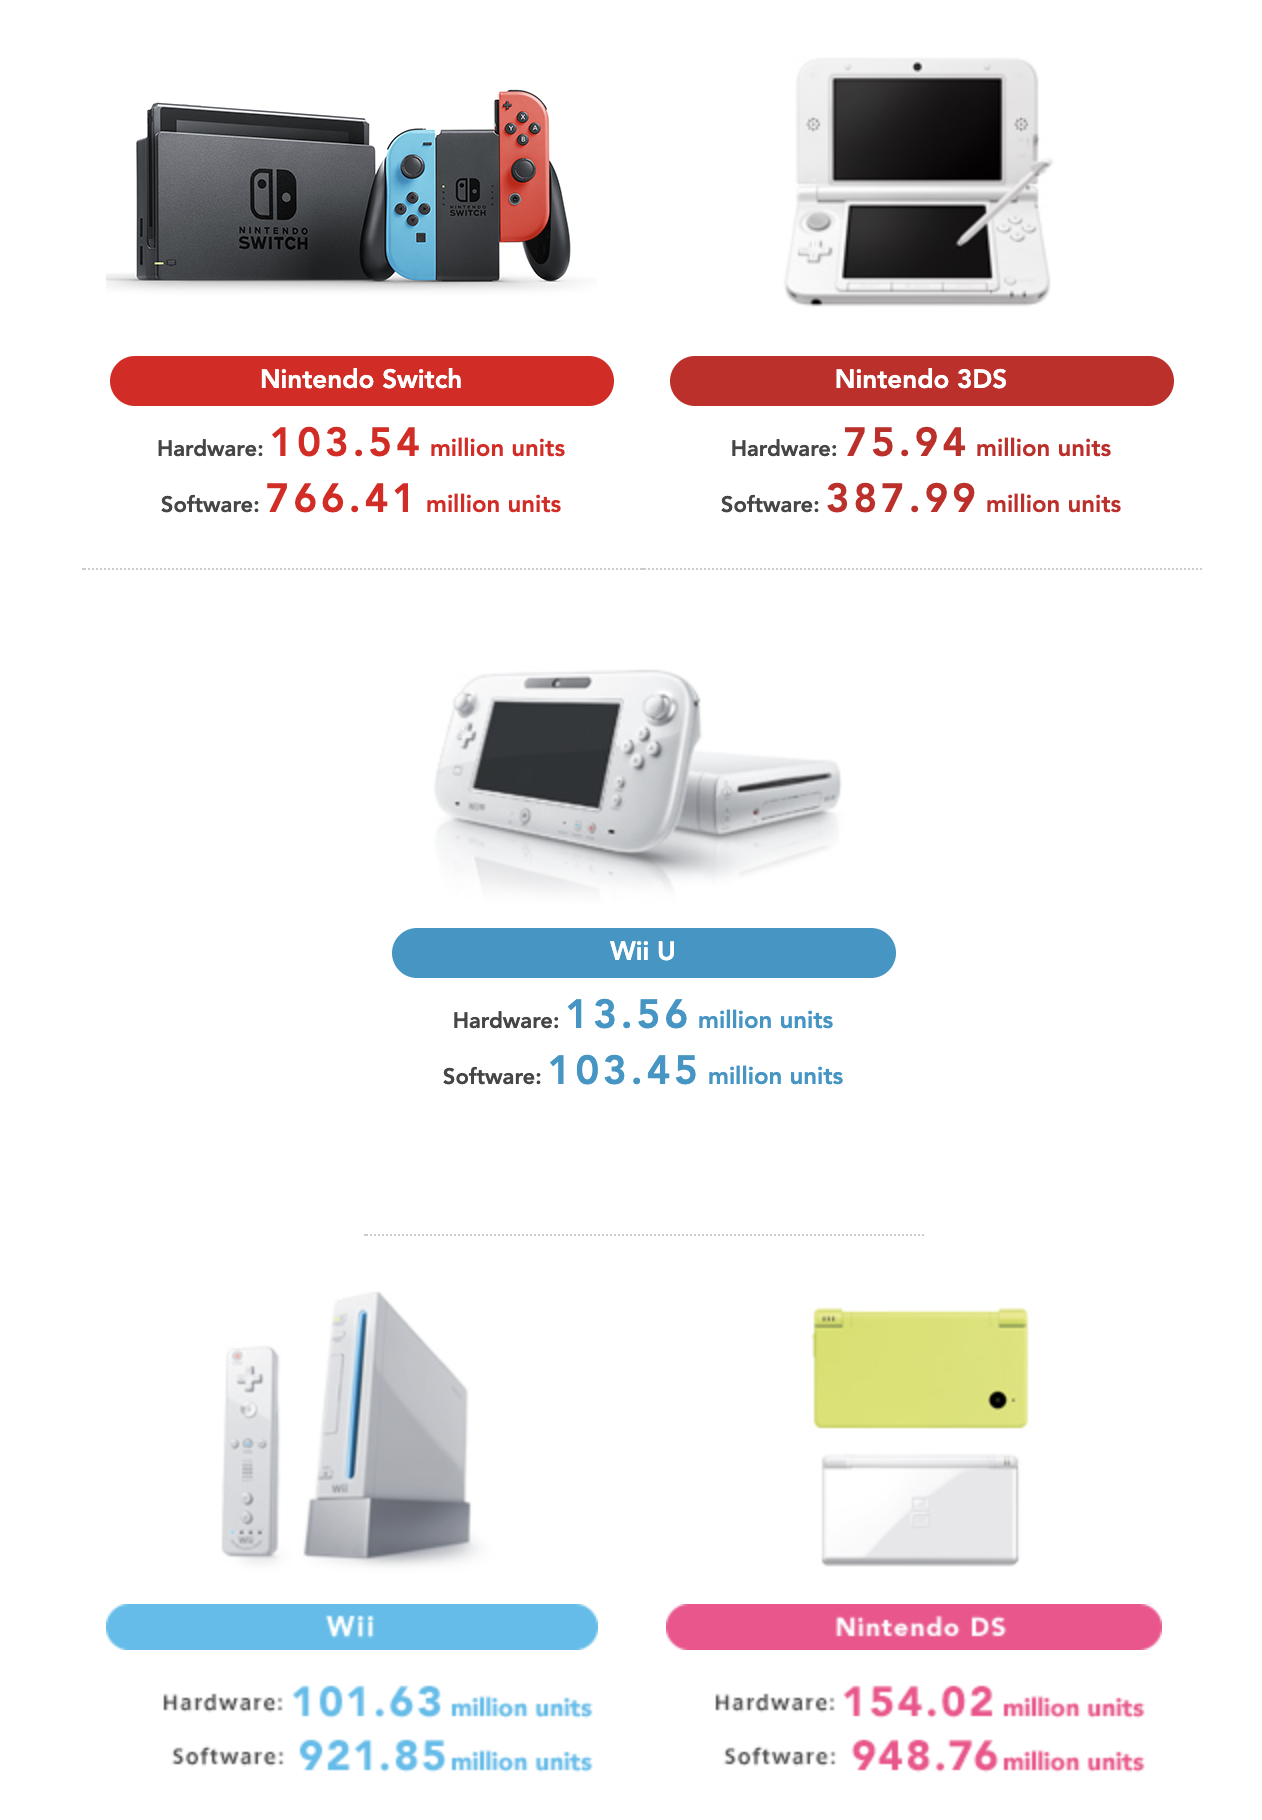 NINTENDO
SWITCH
NINTENDO
SWITCH
X
Y
A
B
Nintendo Switch
Hardware: 103.54 million units
Software: 766.41 million units
Nintendo 3DS
Hardware: 75.94 million units
Software: 387.99 million units
Wii U
Hardware: 13.56 million units
Software: 103.45 million units
Wii
Wii
Wii
Hardware: 101.63 million units
Software: 921.85 million units
Nintendo DS
Hardware: 154.02 million units
Software: 948.76 million units